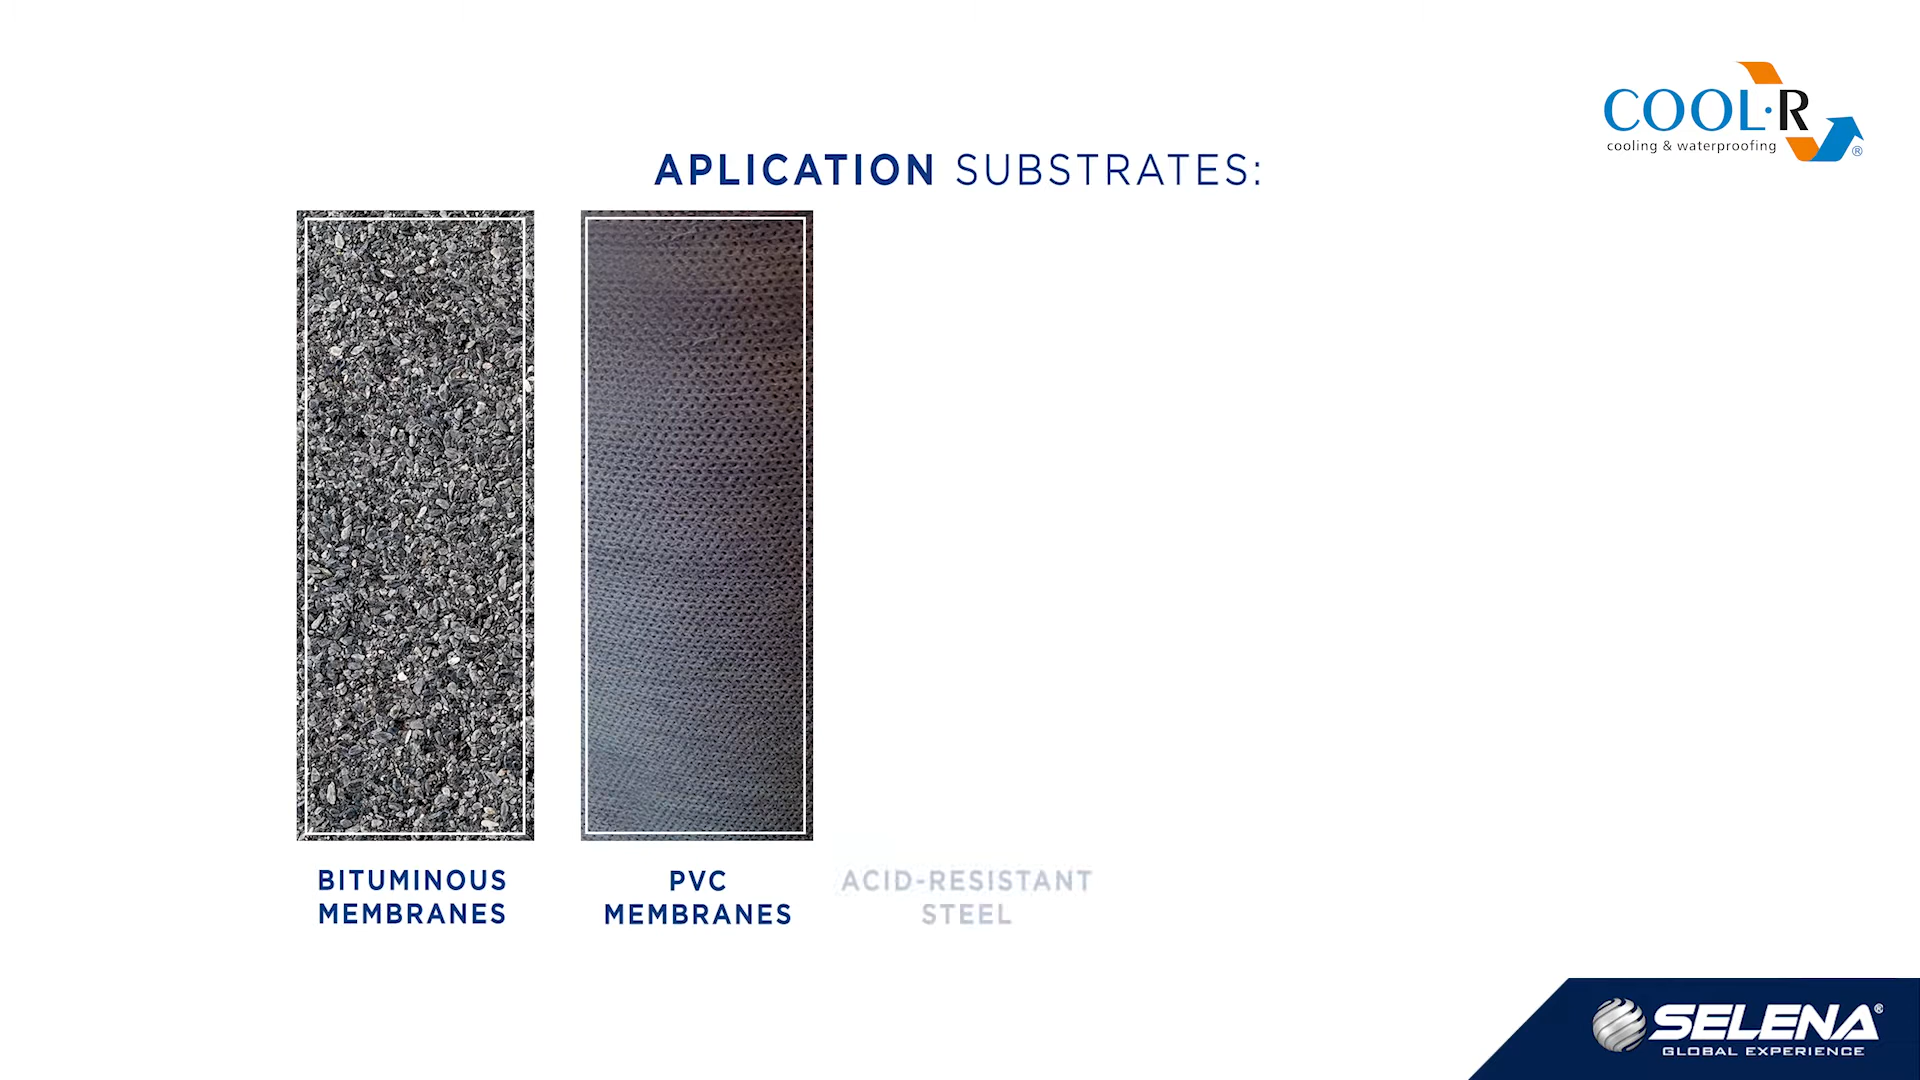 COOL·R
cooling & waterproofing
®
APLICATION SUBSTRATES:
BITUMINOUS
MEMBRANES
PVC
MEMBRANES
ACID-RESISTANT
STEEL
SELENA®
GLOBAL EXPERIENCE